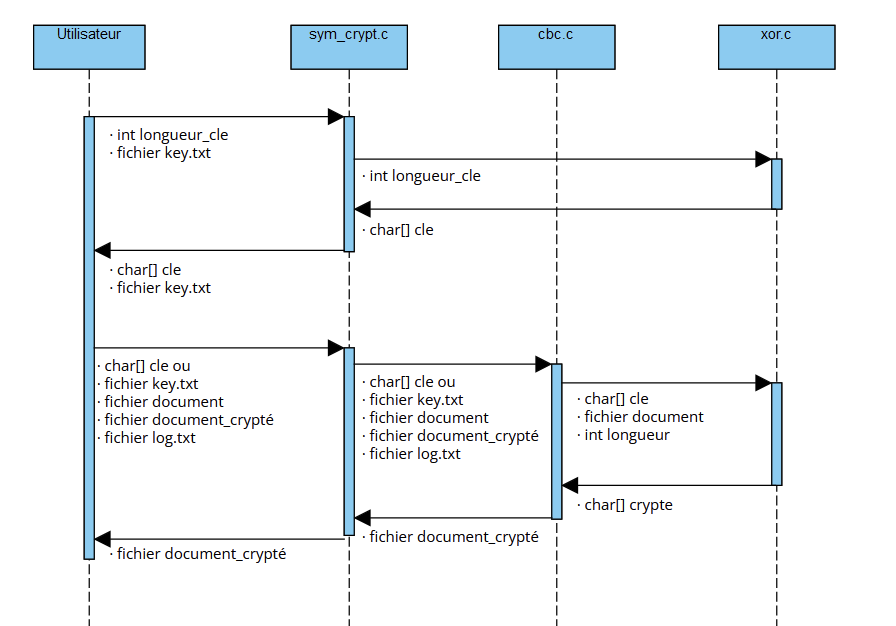 Utilisateur
sym_crypt.c
cbc.c
xor.c
· int longueur_cle
· fichier key.txt
· int longueur_cle
· char[] cle
· char[] cle
· fichier key.txt
· char[] cle ou
· fichier key.txt
· fichier document
· fichier document_crypté
· fichier log.txt
· char[] cle ou
· fichier key.txt
· fichier document
· fichier document_crypté
· fichier log.txt
· char[] cle
· fichier document
· int longueur
· char[] crypte
· fichier document_crypté
· fichier document_crypté